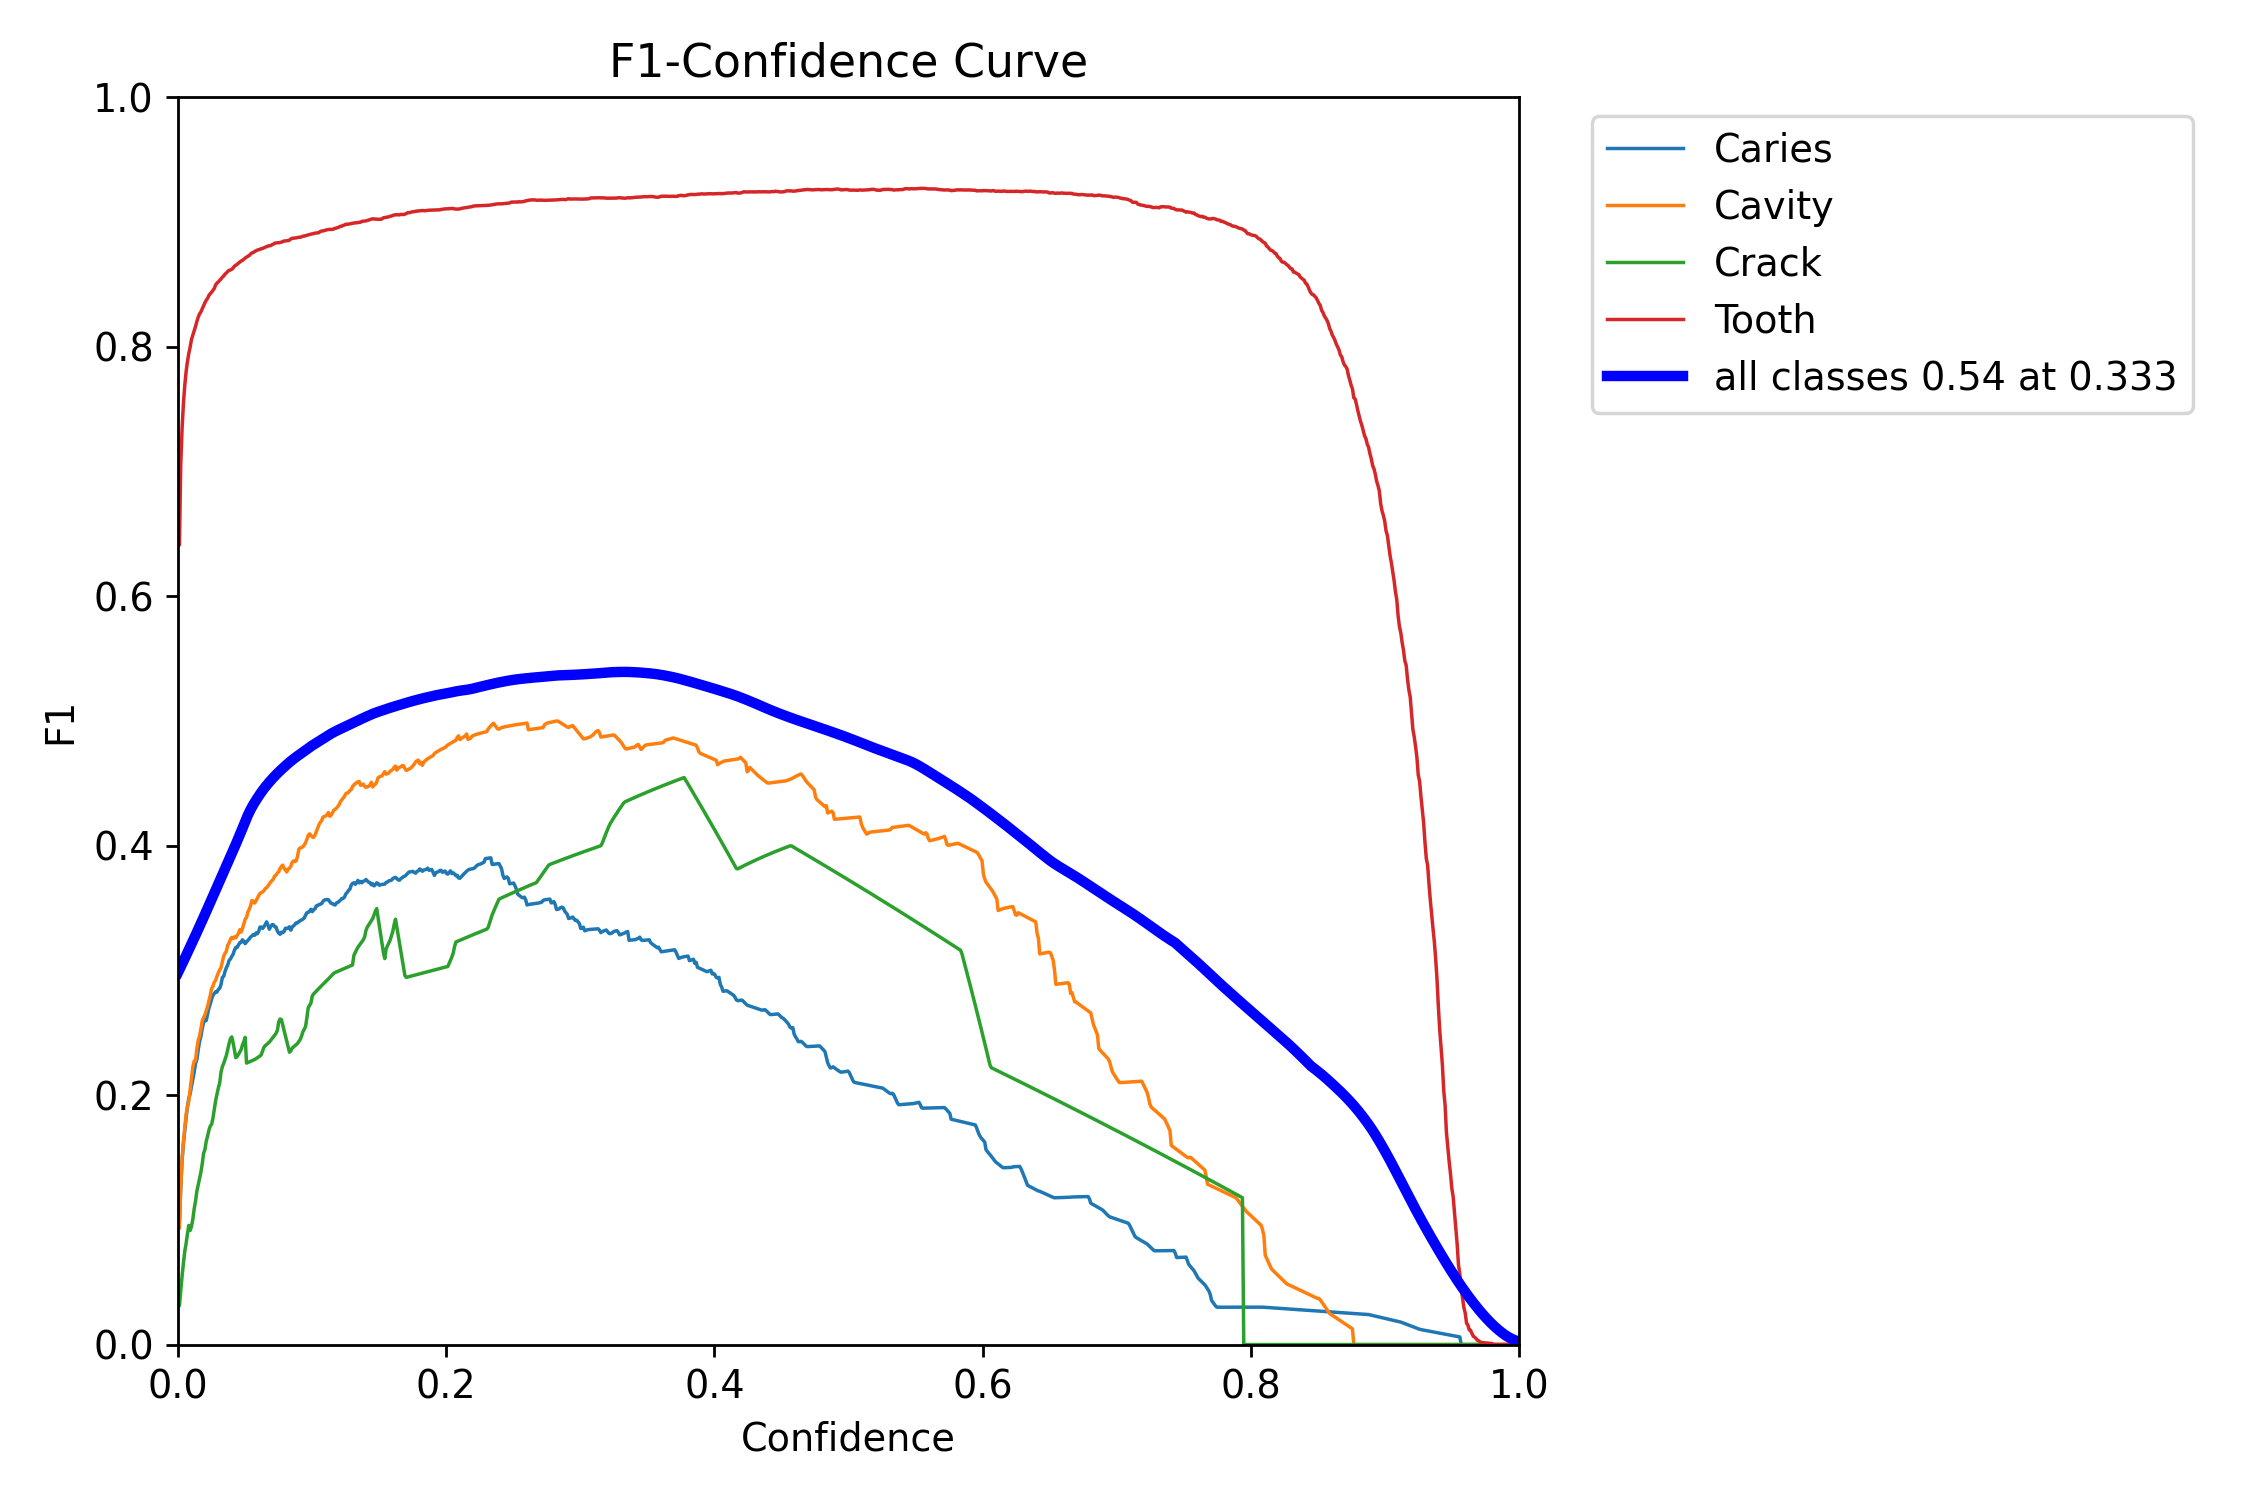 F1-Confidence Curve
1.0
0.8
0.6
0.4
0.2
0.0
F1
0.0 0.2 0.4 0.6 0.8 1.0
Confidence
Caries
Cavity
Crack
Tooth
all classes 0.54 at 0.333